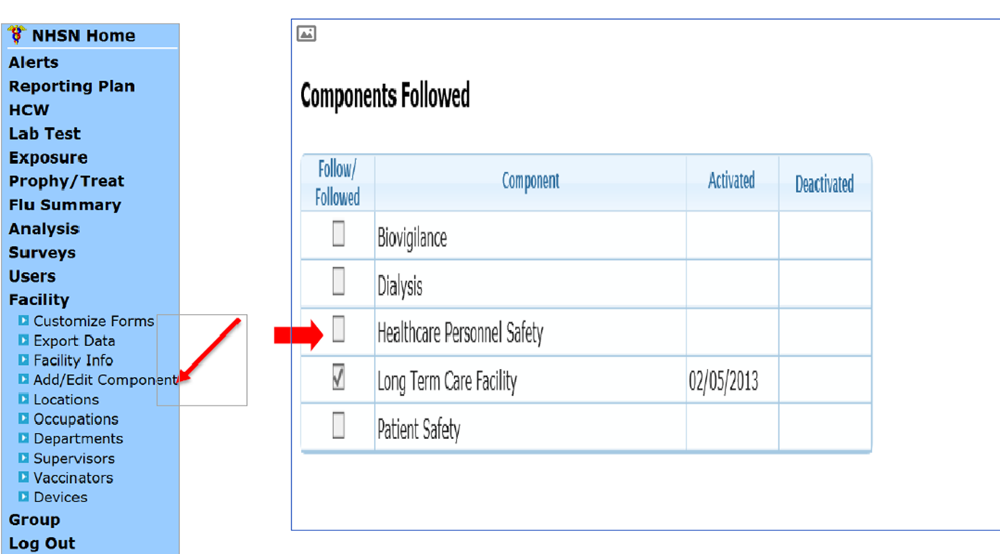 NHSN Home
Alerts
Reporting Plan
HCW
Lab Test
Exposure
Prophy/Treat
Flu Summary
Analysis
Surveys
Users
Facility
Customize Forms
Export Data
Facility Info
Add/Edit Component
Locations
Occupations
Departments
Supervisors
Vaccinators
Devices
Group
Log Out
Components Followed
Follow/
Followed
Component
Activated
Deactivated
Biovigilance
Dialysis
Healthcare Personnel Safety
Long Term Care Facility 02/05/2013
Patient Safety